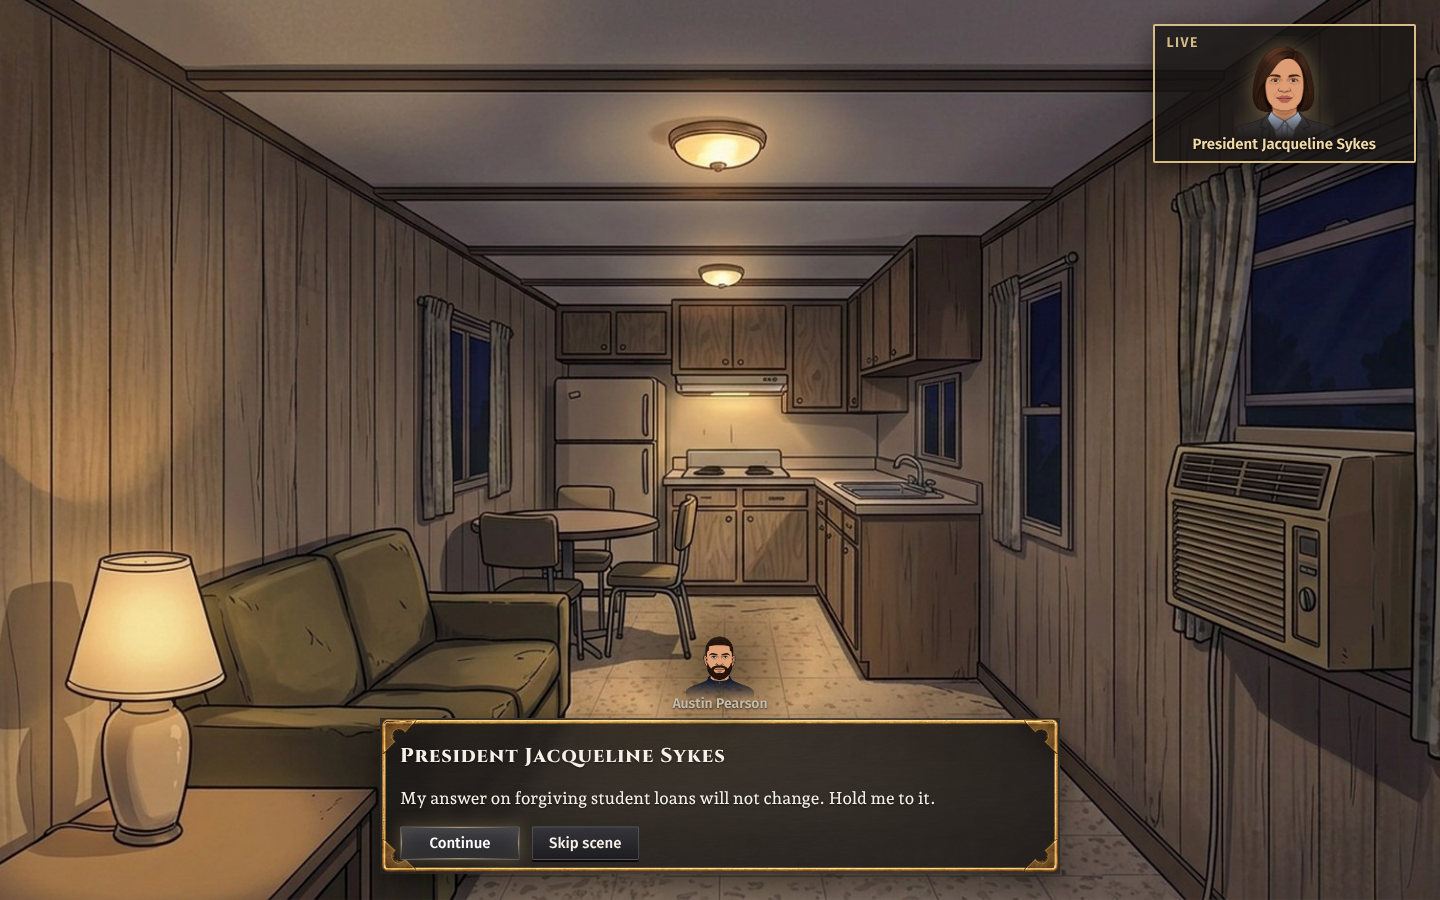 LIVE
President Jacqueline Sykes
Austin Pearson
President Jacqueline Sykes
My answer on forgiving student loans will not change. Hold me to it.
Continue
Skip scene